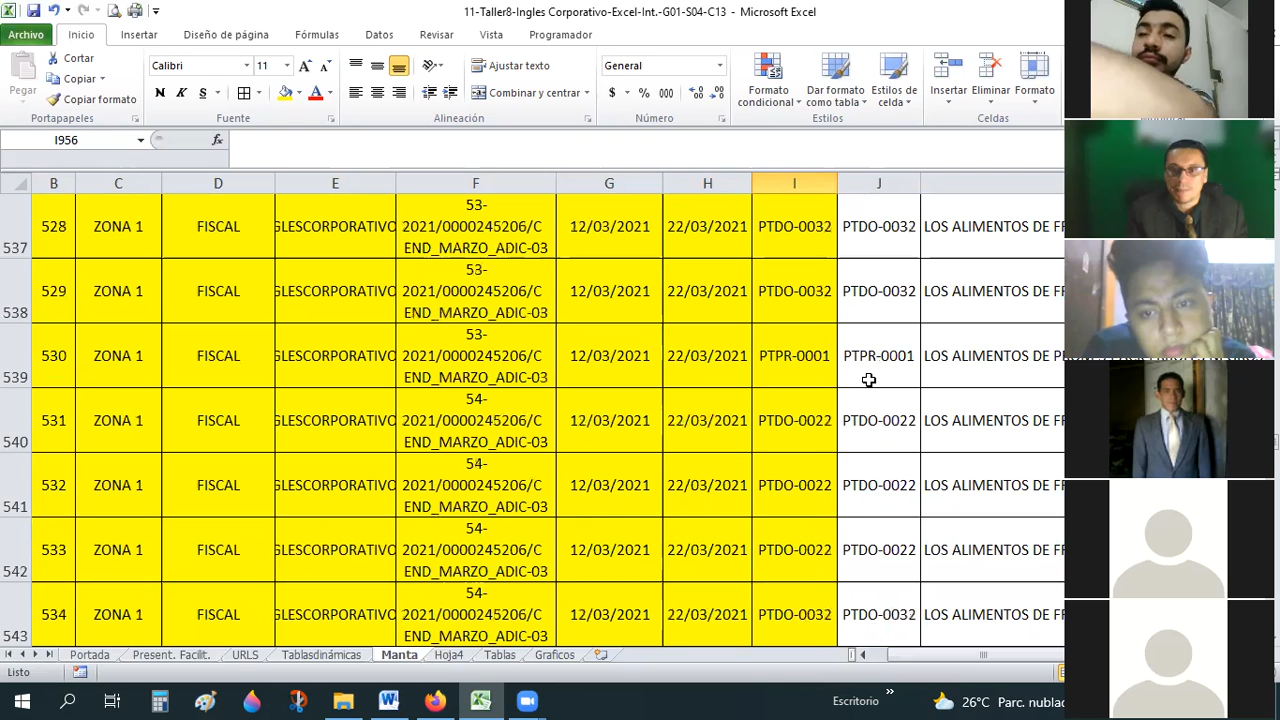 11-Taller8-Ingles Corporativo-Excel-Int.-G01-S04-C13 - Microsoft Excel
Archivo Inicio Insertar Diseño de página Fórmulas Datos Revisar Vista Programador
Cortar
Copiar
Copiar formato
Pegar
Portapapeles
Calibri 11
N K S
Fuente
Ajustar texto
Combinar y centrar
Alineación
General
$ % 000
Número
Formato condicional
Dar formato como tabla
Estilos de celda
Estilos
Insertar Eliminar Formato
Celdas
I956
fx
B C D E F G H I J
537 528 ZONA 1 FISCAL GLESCORPORATIVO 53-2021/0000245206/C END_MARZO_ADIC-03 12/03/2021 22/03/2021 PTDO-0032 PTDO-0032 LOS ALIMENTOS DE
538 529 ZONA 1 FISCAL GLESCORPORATIVO 53-2021/0000245206/C END_MARZO_ADIC-03 12/03/2021 22/03/2021 PTDO-0032 PTDO-0032 LOS ALIMENTOS DE
539 530 ZONA 1 FISCAL GLESCORPORATIVO 53-2021/0000245206/C END_MARZO_ADIC-03 12/03/2021 22/03/2021 PTPR-0001 PTPR-0001 LOS ALIMENTOS DE
540 531 ZONA 1 FISCAL GLESCORPORATIVO 54-2021/0000245206/C END_MARZO_ADIC-03 12/03/2021 22/03/2021 PTDO-0022 PTDO-0022 LOS ALIMENTOS DE
541 532 ZONA 1 FISCAL GLESCORPORATIVO 54-2021/0000245206/C END_MARZO_ADIC-03 12/03/2021 22/03/2021 PTDO-0022 PTDO-0022 LOS ALIMENTOS DE
542 533 ZONA 1 FISCAL GLESCORPORATIVO 54-2021/0000245206/C END_MARZO_ADIC-03 12/03/2021 22/03/2021 PTDO-0022 PTDO-0022 LOS ALIMENTOS DE
543 534 ZONA 1 FISCAL GLESCORPORATIVO 54-2021/0000245206/C END_MARZO_ADIC-03 12/03/2021 22/03/2021 PTDO-0032 PTDO-0032 LOS ALIMENTOS DE
Portada Present. Facilit. URLS Tablasdinámicas Manta Hoja4 Tablas Graficos
Listo
Escritorio » 26°C Parc. nublad